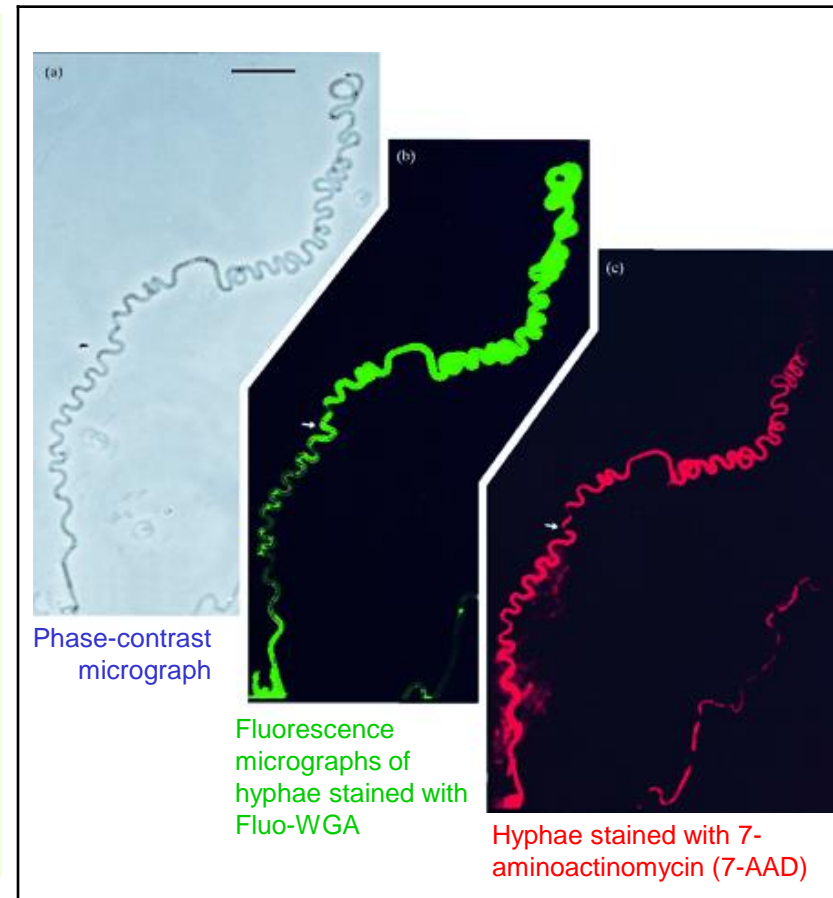 (a)
(b)
(c)
Phase-contrast
micrograph
Fluorescence
micrographs of
hyphae stained with
Fluo-WGA
Hyphae stained with 7-
aminoactinomycin (7-AAD)